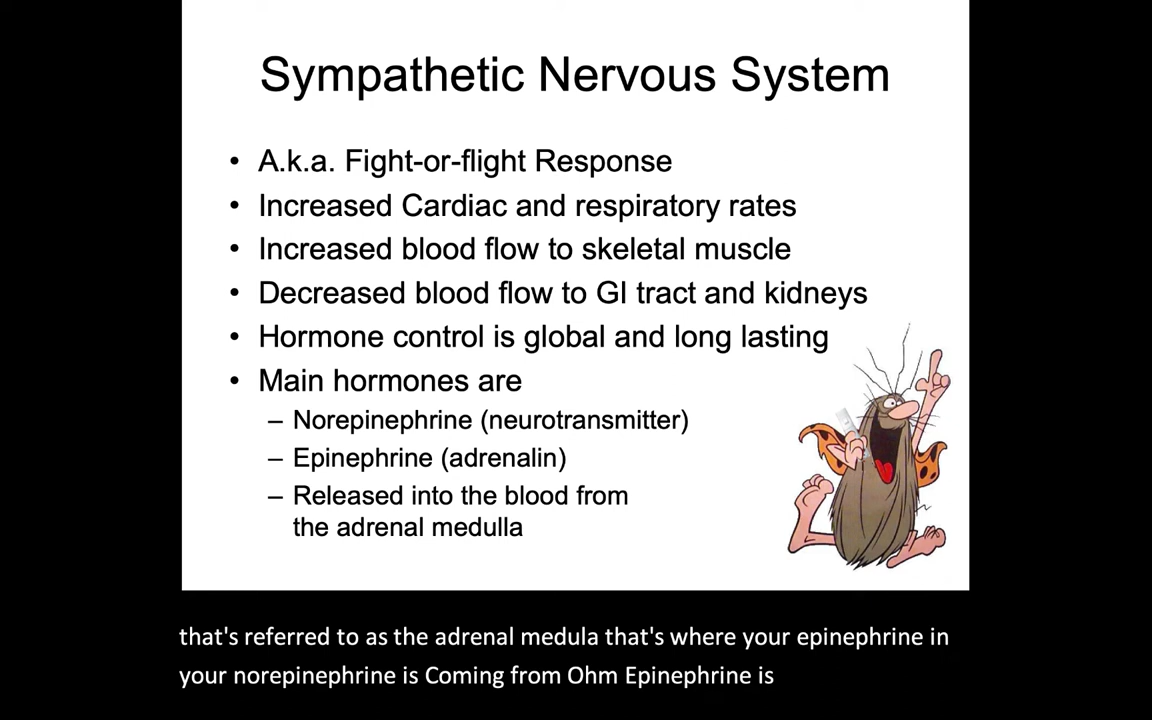 Sympathetic Nervous System
• A.k.a. Fight-or-flight Response
• Increased Cardiac and respiratory rates
• Increased blood flow to skeletal muscle
• Decreased blood flow to GI tract and kidneys
• Hormone control is global and long lasting
• Main hormones are
– Norepinephrine (neurotransmitter)
– Epinephrine (adrenalin)
– Released into the blood from
the adrenal medulla
that's referred to as the adrenal medula that's where your epinephrine in
your norepinephrine is Coming from Ohm Epinephrine is